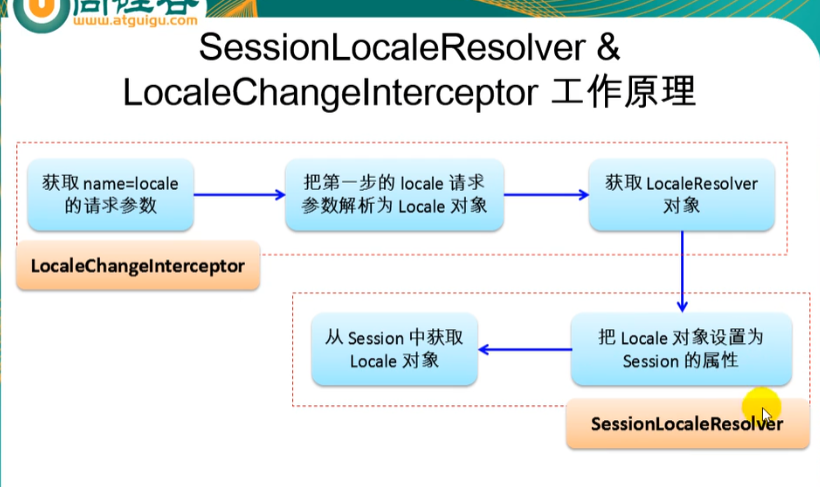 www.atguigu.com
SessionLocaleResolver &
LocaleChangeInterceptor 工作原理
获取 name=locale
的请求参数
把第一步的 locale 请求
参数解析为 Locale 对象
获取 LocaleResolver
对象
LocaleChangeInterceptor
从 Session 中获取
Locale 对象
把 Locale 对象设置为
Session 的属性
SessionLocaleResolver